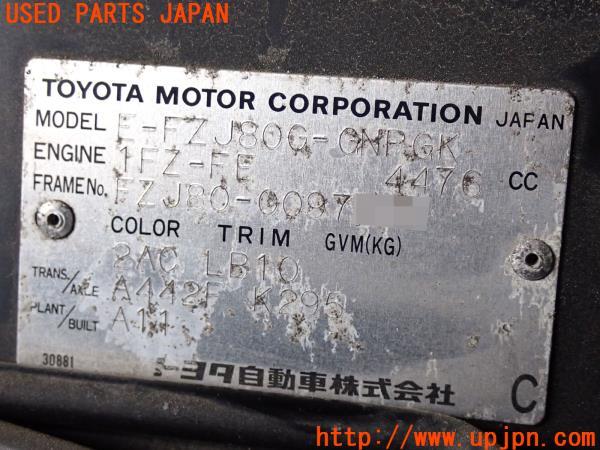 USED PARTS JAPAN
TOYOTA MOTOR CORPORATION JAPAN
MODEL E-FZJ80G-GNPGK
ENGINE 1FZ-FE 4476 CC
FRAME No. FZJ80-0097
COLOR TRIM GVM(KG)
2AC LB10
TRANS./AXLE A442F K295
PLANT/BUILT A11
30881
トヨタ自動車株式会社 C
http://www.upjpn.com/